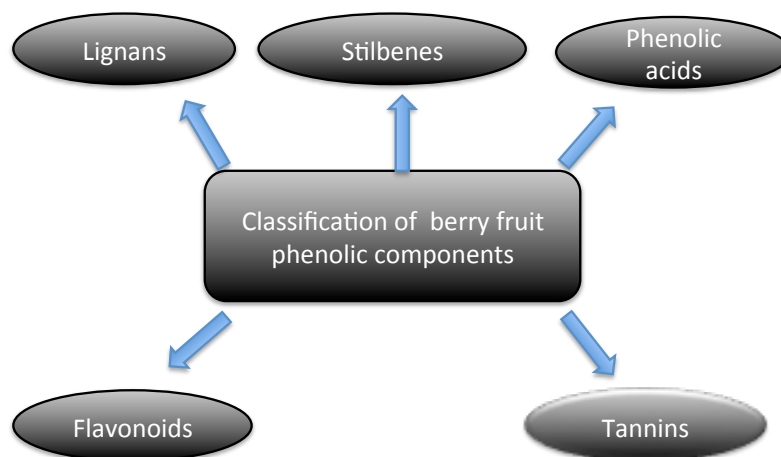 Lignans
Stilbenes
Phenolic
acids
Classification of berry fruit
phenolic components
Flavonoids
Tannins